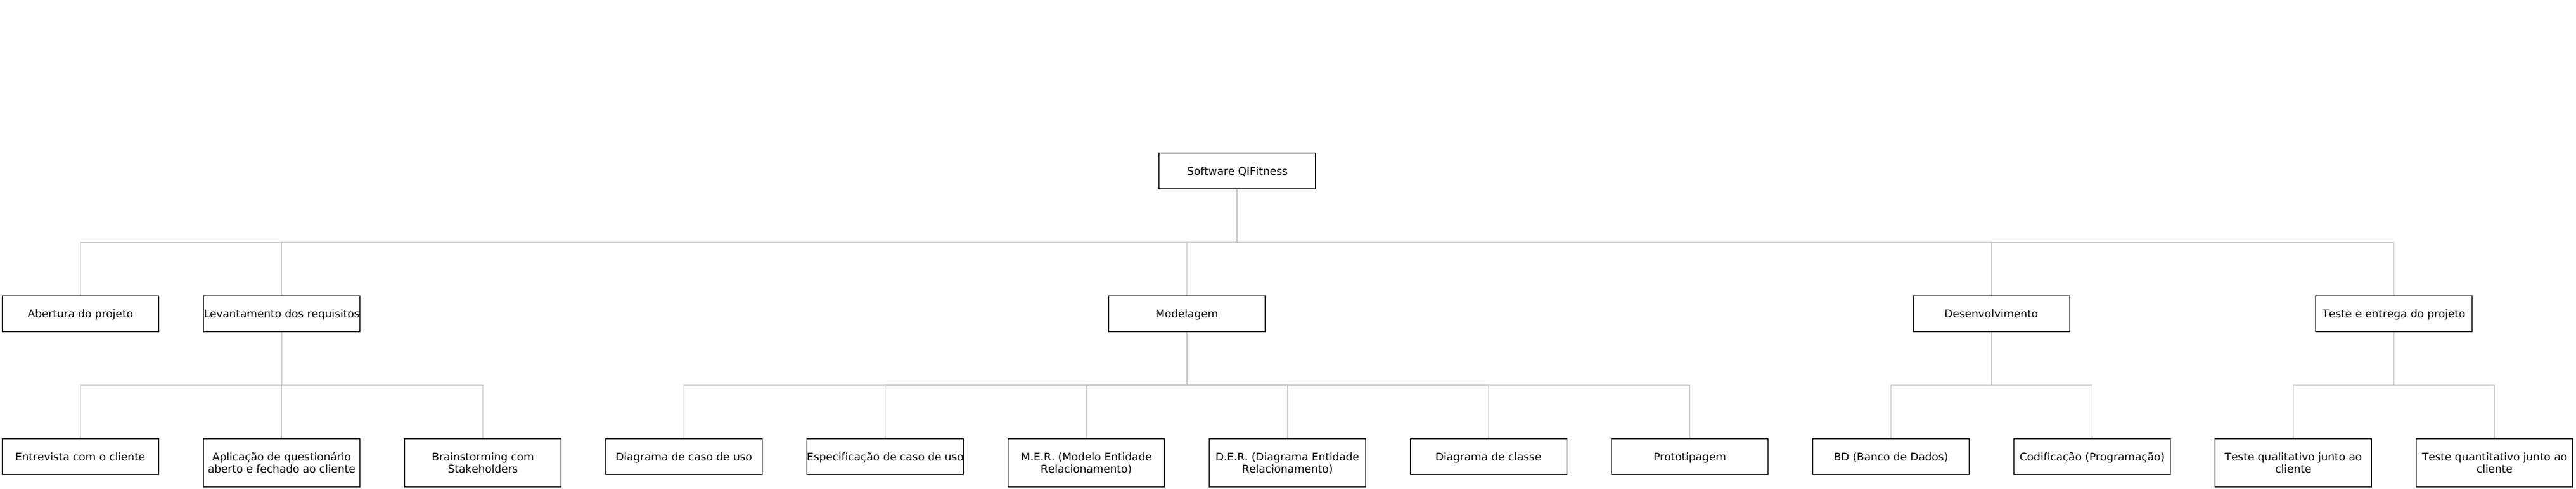 Software QIFitness
Abertura do projeto
Levantamento dos requisitos
Modelagem
Desenvolvimento
Teste e entrega do projeto
Entrevista com o cliente
Aplicação de questionário
aberto e fechado ao cliente
Brainstorming com
Stakeholders
Diagrama de caso de uso
Especificação de caso de uso
M.E.R. (Modelo Entidade
Relacionamento)
D.E.R. (Diagrama Entidade
Relacionamento)
Diagrama de classe
Prototipagem
BD (Banco de Dados)
Codificação (Programação)
Teste qualitativo junto ao
cliente
Teste quantitativo junto ao
cliente